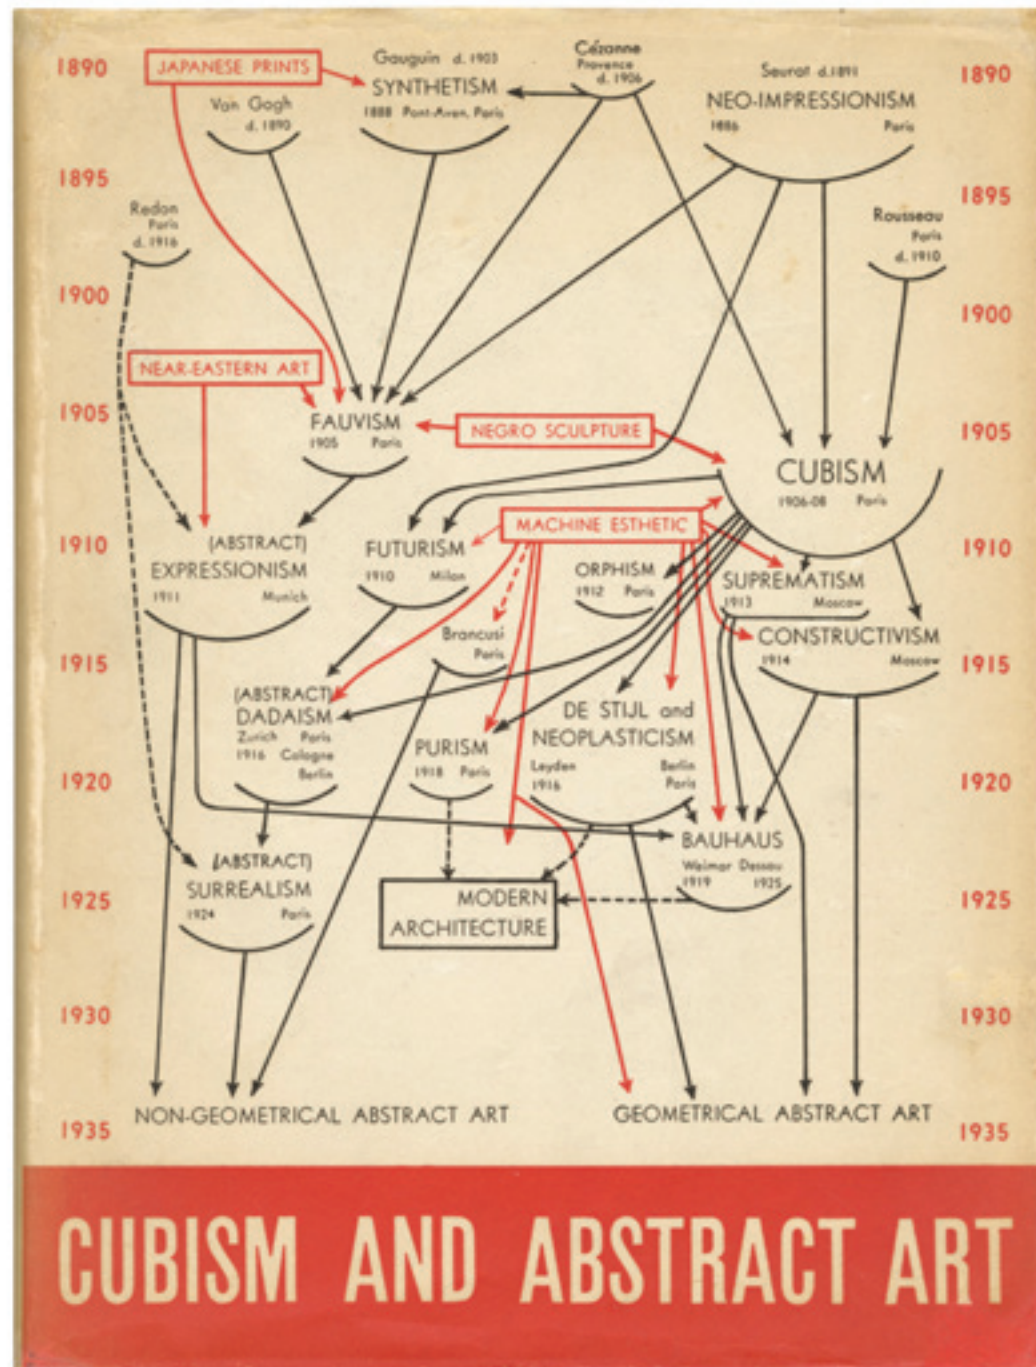 1890
JAPANESE PRINTS
Gauguin d. 1903
SYNTHETISM
1888 Pont-Aven, Paris
Cézanne
Provence
d. 1906
Seurat d.1891
NEO-IMPRESSIONISM
1886 Paris
1890
Van Gogh
d. 1890
1895
1895
Redon
Paris
d. 1916
Rousseau
Paris
d. 1910
1900
1900
NEAR-EASTERN ART
1905
FAUVISM
1905 Paris
NEGRO SCULPTURE
1905
CUBISM
1906-08 Paris
1910
(ABSTRACT)
EXPRESSIONISM
1911 Munich
FUTURISM
1910 Milan
MACHINE ESTHETIC
ORPHISM
1912 Paris
SUPREMATISM
1913 Moscow
1910
Brancusi
Paris
CONSTRUCTIVISM
1914 Moscow
1915
1915
(ABSTRACT)
DADAISM
Zurich Paris
1916 Cologne
Berlin
PURISM
1918 Paris
DE STIJL and
NEOPLASTICISM
Leyden Berlin
1916 Paris
1920
1920
(ABSTRACT)
SURREALISM
1924 Paris
BAUHAUS
Weimar Dessau
1919 1925
1925
MODERN
ARCHITECTURE
1925
1930
1930
NON-GEOMETRICAL ABSTRACT ART
GEOMETRICAL ABSTRACT ART
1935
1935
CUBISM AND ABSTRACT ART